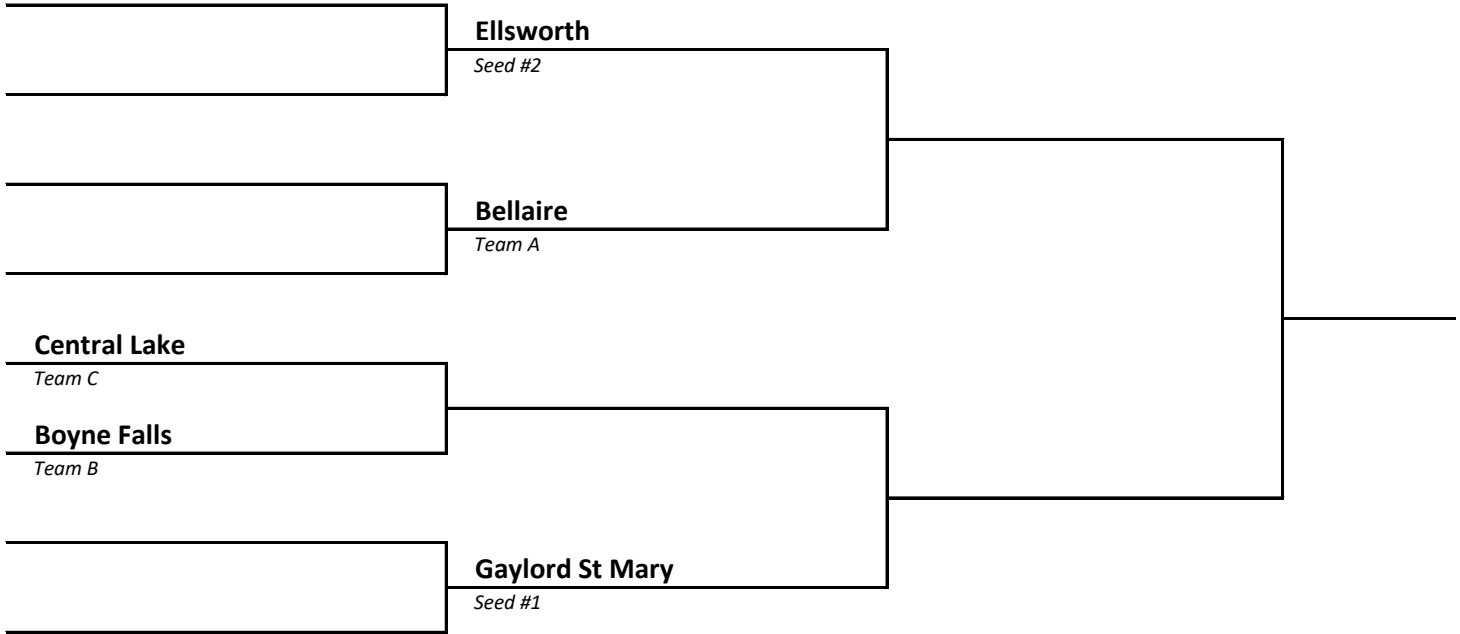 Ellsworth
Seed #2
Bellaire
Team A
Central Lake
Team C
Boyne Falls
Team B
Gaylord St Mary
Seed #1